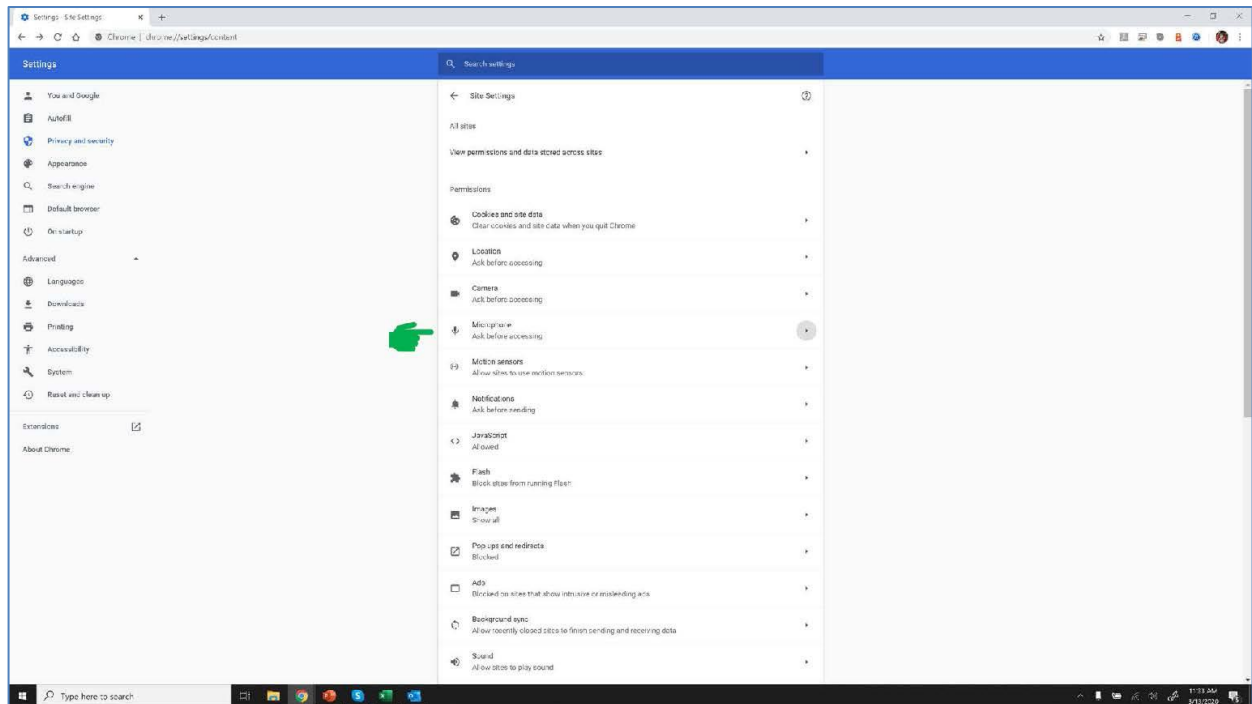 Settings - Site Settings
Chrome | chrome://settings/content
Settings
Search settings
You and Google
Autofill
Privacy and security
Appearance
Search engine
Default browser
On startup
Advanced
Languages
Downloads
Printing
Accessibility
System
Reset and clean up
Extensions
About Chrome
Site Settings
All sites
View permissions and data stored across sites
Permissions
Cookies and site data
Clear cookies and site data when you quit Chrome
Location
Ask before accessing
Camera
Ask before accessing
Microphone
Ask before accessing
Motion sensors
Allow sites to use motion sensors
Notifications
Ask before sending
JavaScript
Allowed
Flash
Block sites from running Flash
Images
Show all
Pop-ups and redirects
Blocked
Ads
Blocked on sites that show intrusive or misleading ads
Background sync
Allow recently closed sites to finish sending and receiving data
Sound
Allow sites to play sound
Type here to search
11:23 AM
3/13/2020